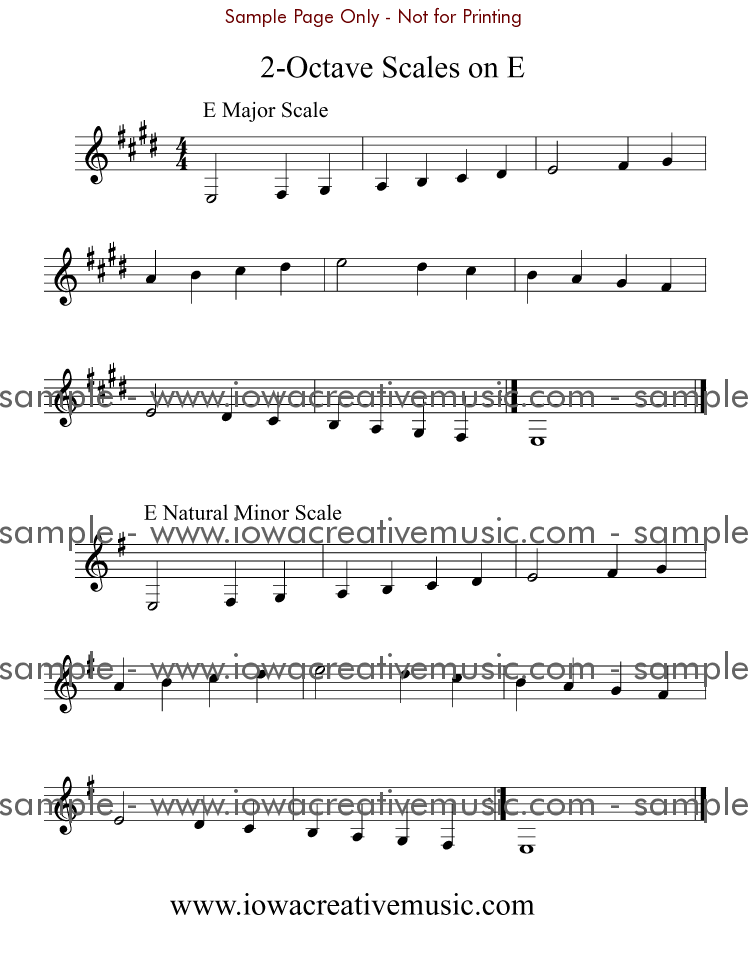 Sample Page Only - Not for Printing
2-Octave Scales on E
E Major Scale
4
4
sample - www.iowacreativemusic.com - sample
E Natural Minor Scale
sample - www.iowacreativemusic.com - sample
sample - www.iowacreativemusic.com - sample
sample - www.iowacreativemusic.com - sample
www.iowacreativemusic.com